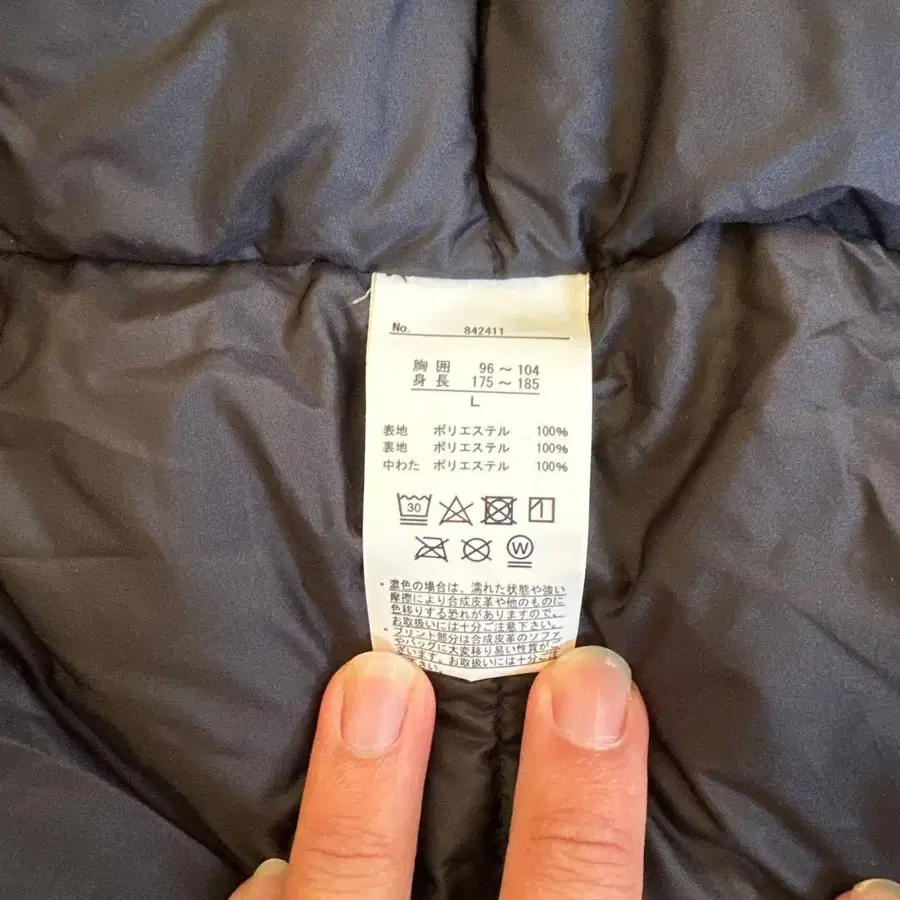 No. 842411
胸囲 96～104
身長 175～185
L
表地 ポリエステル 100%
裏地 ポリエステル 100%
中わた ポリエステル 100%
30
W
・濃色の場合は、濡れた状態や強い
摩擦により合成皮革や他のものに
色移りする恐れがありますので、
お取扱いには十分ご注意下さい。
・プリント部分は合成皮革のソファ
やバッグに大変移り易い性質が
ざいます。お取扱いには十分ご
さい。